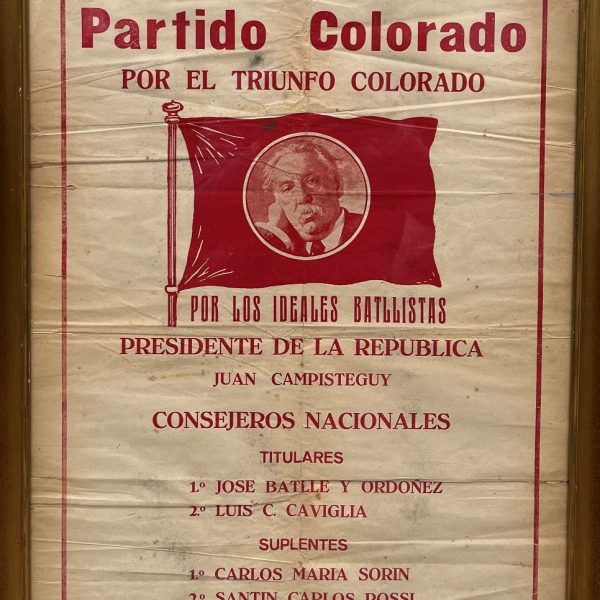 Partido Colorado
POR EL TRIUNFO COLORADO
POR LOS IDEALES BATLLISTAS
PRESIDENTE DE LA REPUBLICA
JUAN CAMPISTEGUY
CONSEJEROS NACIONALES
TITULARES
1.º JOSE BATLLE Y ORDOÑEZ
2.º LUIS C. CAVIGLIA
SUPLENTES
1.º CARLOS MARIA SORIN
2.º SANTIN CARLOS ROSSI